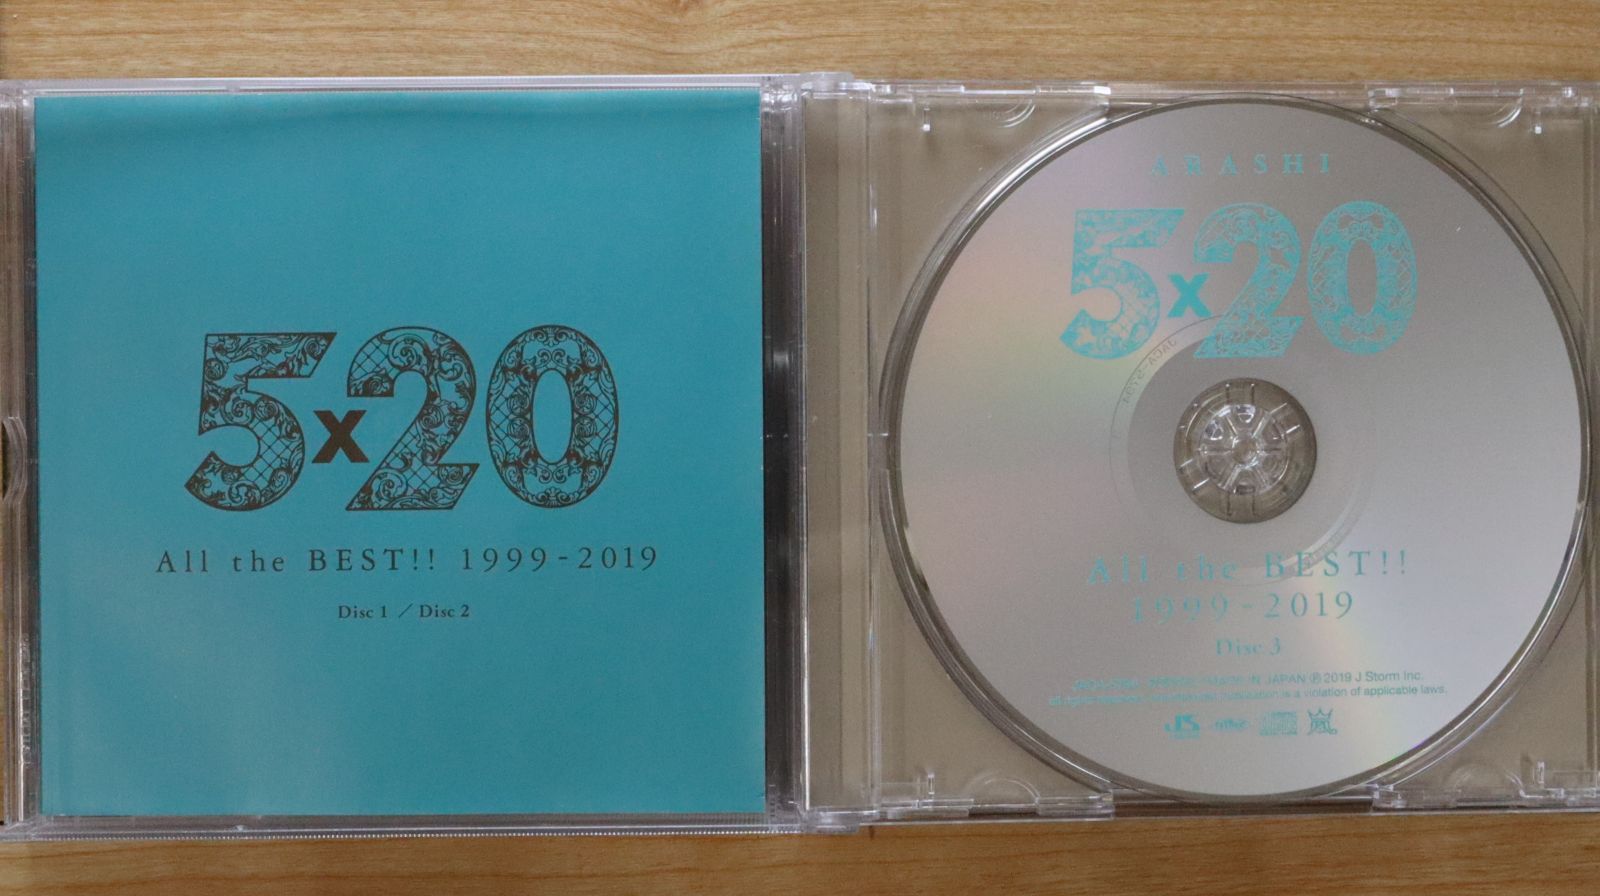 5x20
All the BEST!! 1999-2019
Disc 1 ／ Disc 2
ARASHI
5x20
All the BEST!!
1999-2019
Disc 3
MADE IN JAPAN ℗ 2019 J Storm Inc.
is a violation of applicable laws.